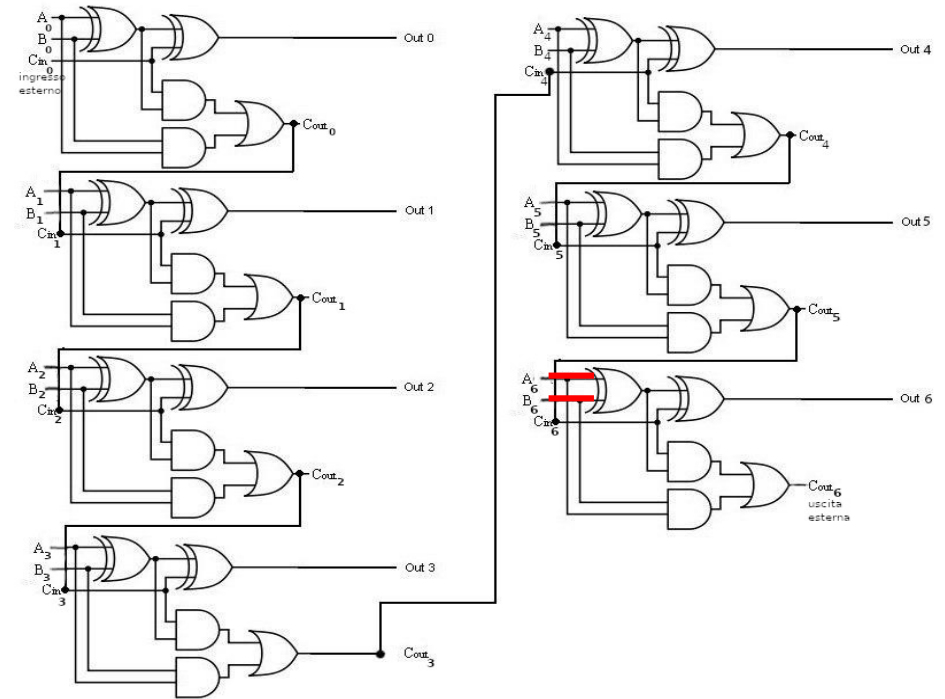 A0
B0
Cin0
ingresso
esterno
Out 0
Cout0
A1
B1
Cin1
Out 1
Cout1
A2
B2
Cin2
Out 2
Cout2
A3
B3
Cin3
Out 3
Cout3
A4
B4
Cin4
Out 4
Cout4
A5
B5
Cin5
Out 5
Cout5
A6
B6
Cin6
Out 6
Cout6
uscita
esterna